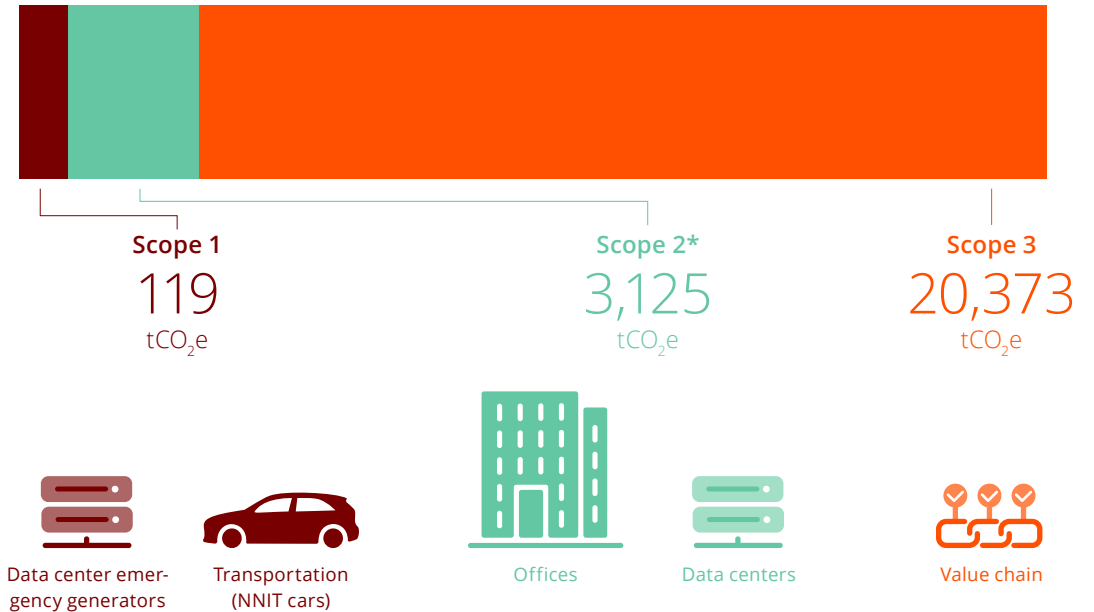 Scope 1
119
tCO₂e
Scope 2*
3,125
tCO₂e
Scope 3
20,373
tCO₂e
Data center emer-
gency generators
Transportation
(NNIT cars)
Offices
Data centers
Value chain